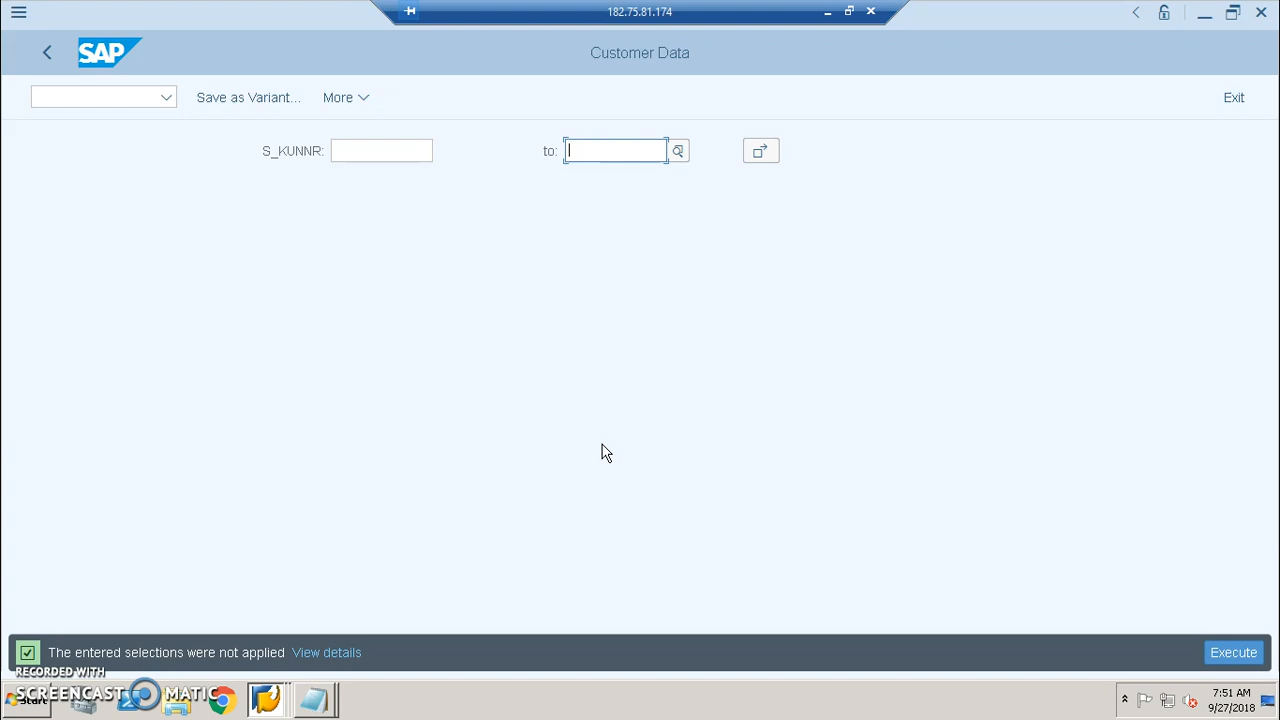 182.75.81.174
SAP
Customer Data
Save as Variant... More Exit
S_KUNNR: to:
The entered selections were not applied View details Execute
RECORDED WITH
SCREENCAST MATIC
Start
7:51 AM
9/27/2018